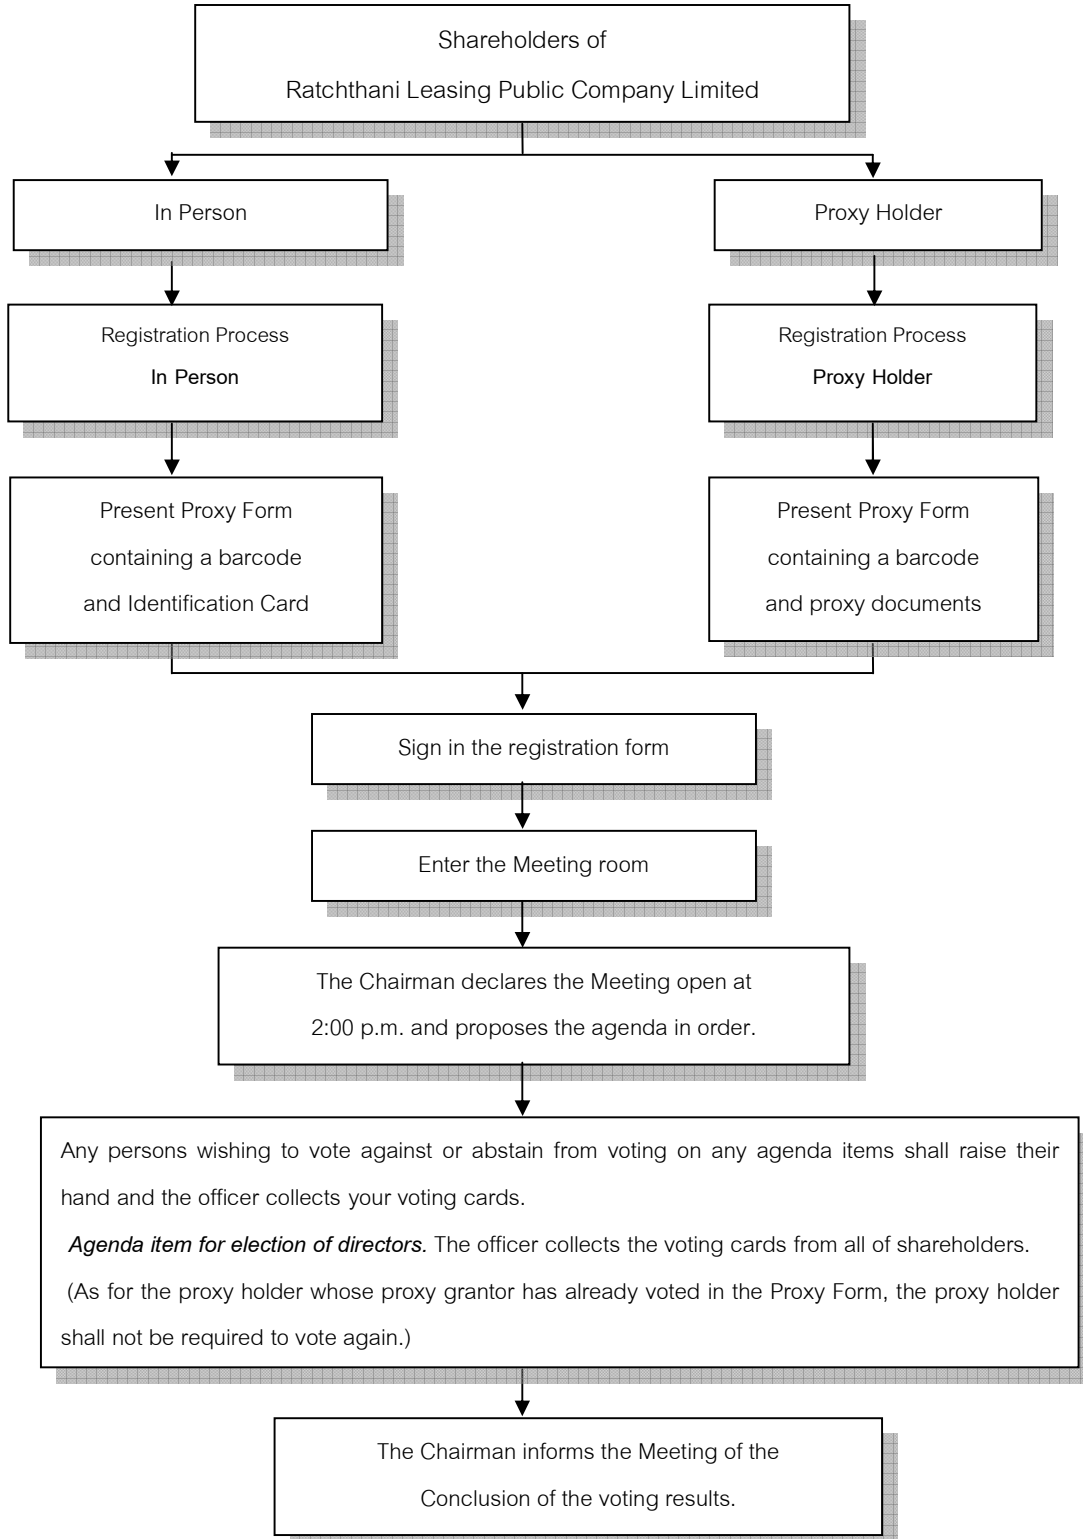 Shareholders of
Ratchthani Leasing Public Company Limited
In Person
Proxy Holder
Registration Process
In Person
Registration Process
Proxy Holder
Present Proxy Form
containing a barcode
and Identification Card
Present Proxy Form
containing a barcode
and proxy documents
Sign in the registration form
Enter the Meeting room
The Chairman declares the Meeting open at
2:00 p.m. and proposes the agenda in order.
Any persons wishing to vote against or abstain from voting on any agenda items shall raise their
hand and the officer collects your voting cards.
Agenda item for election of directors. The officer collects the voting cards from all of shareholders.
(As for the proxy holder whose proxy grantor has already voted in the Proxy Form, the proxy holder
shall not be required to vote again.)
The Chairman informs the Meeting of the
Conclusion of the voting results.